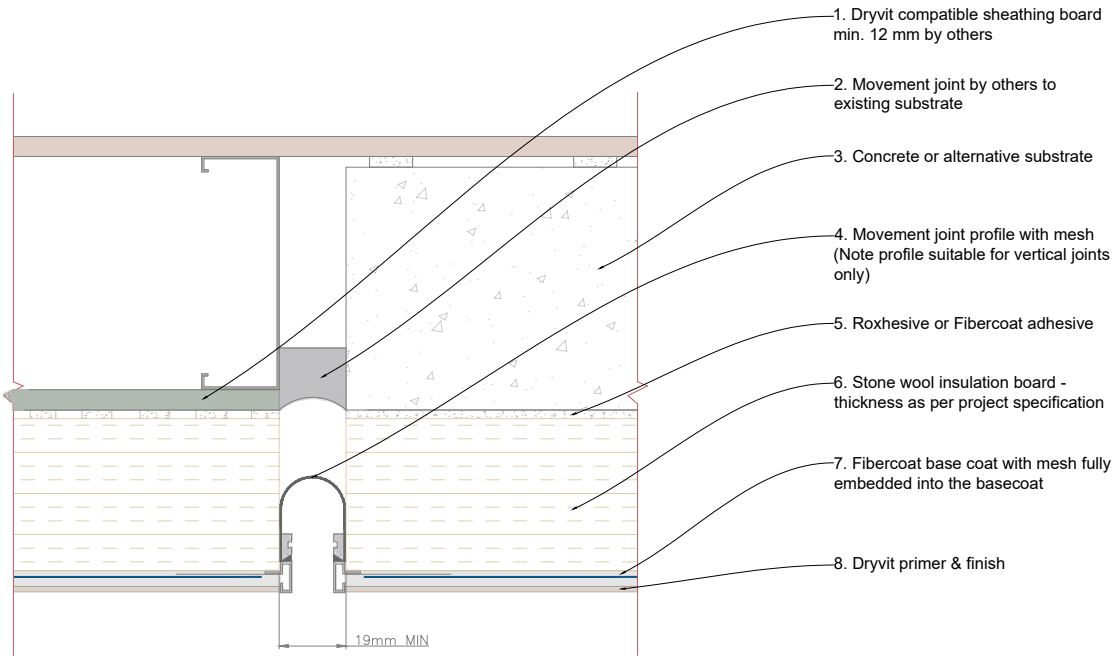 1. Dryvit compatible sheathing board
min. 12 mm by others
2. Movement joint by others to
existing substrate
3. Concrete or alternative substrate
4. Movement joint profile with mesh
(Note profile suitable for vertical joints
only)
5. Roxhesive or Fibercoat adhesive
6. Stone wool insulation board -
thickness as per project specification
7. Fibercoat base coat with mesh fully
embedded into the basecoat
8. Dryvit primer & finish
19mm MIN